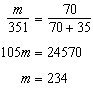 m/351 = 70/(70 + 35)
105m = 24570
m = 234